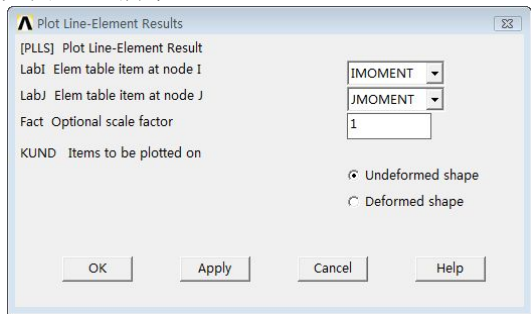 Plot Line-Element Results
[PLLS] Plot Line-Element Result
LabI Elem table item at node I
IMOMENT
LabJ Elem table item at node J
JMOMENT
Fact Optional scale factor
1
KUND Items to be plotted on
Undeformed shape
Deformed shape
OK Apply Cancel Help